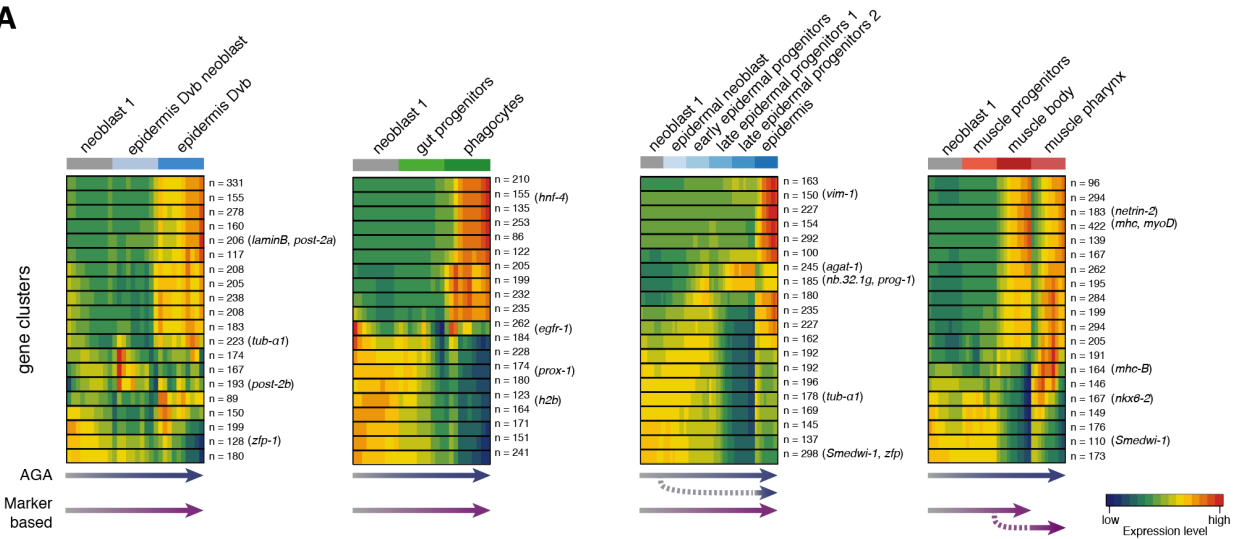 A
neoblast 1
epidermis Dvb neoblast
epidermis Dvb
neoblast 1
gut progenitors
phagocytes
neoblast 1
epidermal neoblast
early epidermal progenitors
late epidermal progenitors 1
late epidermal progenitors 2
epidermis
neoblast 1
muscle progenitors
muscle body
muscle pharynx
gene clusters
n = 331
n = 155
n = 278
n = 160
n = 206 (laminB, post-2a)
n = 117
n = 208
n = 205
n = 238
n = 208
n = 183
n = 223 (tub-α1)
n = 174
n = 167
n = 193 (post-2b)
n = 89
n = 150
n = 199
n = 128 (zfp-1)
n = 180
n = 210
n = 155 (hnf-4)
n = 135
n = 253
n = 86
n = 122
n = 205
n = 199
n = 232
n = 235
n = 262 (egfr-1)
n = 184
n = 228
n = 174 (prox-1)
n = 180
n = 123 (h2b)
n = 164
n = 171
n = 151
n = 241
n = 163
n = 150 (vim-1)
n = 227
n = 154
n = 292
n = 100
n = 245 (agat-1)
n = 185 (nb.32.1g, prog-1)
n = 180
n = 235
n = 227
n = 162
n = 192
n = 192
n = 196
n = 178 (tub-α1)
n = 169
n = 145
n = 137
n = 298 (Smedwi-1, zfp)
n = 96
n = 294
n = 183 (netrin-2)
n = 422 (mhc, myoD)
n = 139
n = 167
n = 262
n = 195
n = 284
n = 199
n = 294
n = 205
n = 191
n = 164 (mhc-B)
n = 146
n = 167 (nkx6-2)
n = 149
n = 176
n = 110 (Smedwi-1)
n = 173
AGA
Marker
based
low
high
Expression level